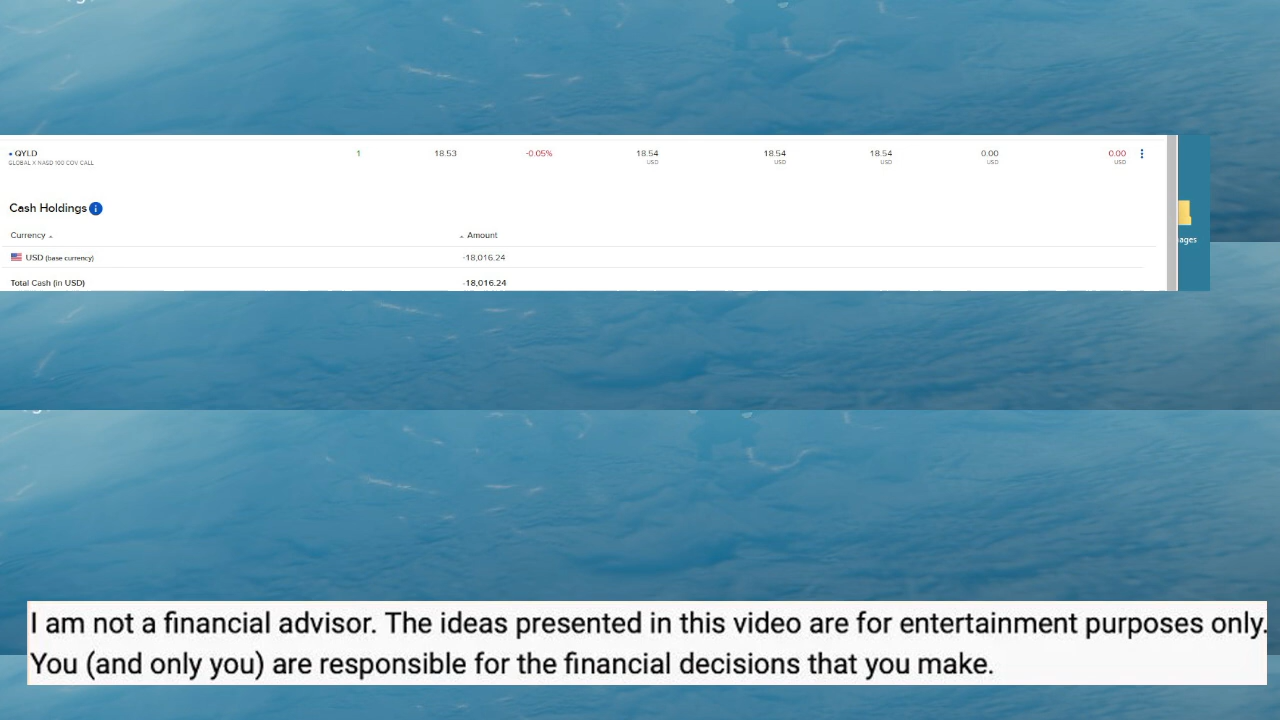 QYLD 1 18.53 -0.05% 18.54 18.54 18.54 0.00 0.00
GLOBAL X NASD 100 COV CALL USD USD USD USD USD
Cash Holdings
Currency Amount
USD (base currency) -18,016.24
Total Cash (in USD) -18,016.24
ages
I am not a financial advisor. The ideas presented in this video are for entertainment purposes only.
You (and only you) are responsible for the financial decisions that you make.